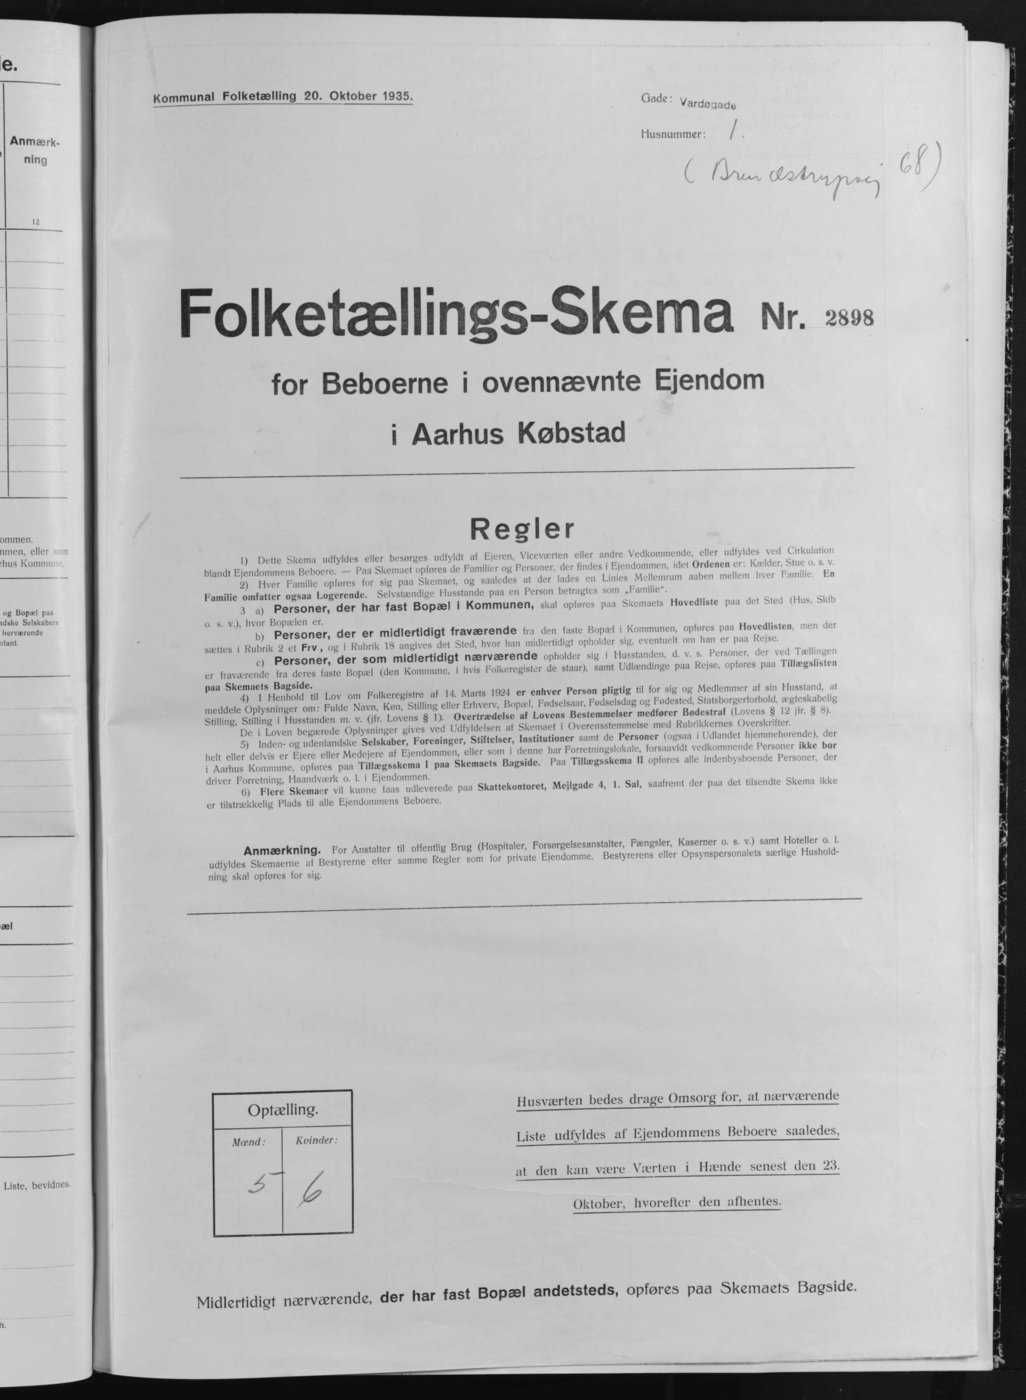 e.
Anmærk-
ning
12
ommen.
mmen, eller som
rhus Kommune.
og Bopæl paa
ndske Selskabers
herværende
ntant.
æl
Liste, bevidnes.
Kommunal Folketælling 20. Oktober 1935.
Gade: Vardøgade
Husnummer: 1.
(Brendstrupvej 68)
Folketællings-Skema Nr. 2898
for Beboerne i ovennævnte Ejendom
i Aarhus Købstad
Regler
1) Dette Skema udfyldes eller besørges udfyldt af Ejeren, Viceværten eller andre Vedkommende, eller udfyldes ved Cirkulation
blandt Ejendommens Beboere. — Paa Skemaet opføres de Familier og Personer, der findes i Ejendommen, idet Ordenen er: Kælder, Stue o. s. v.
2) Hver Familie opføres for sig paa Skemaet, og saaledes at der lades en Linies Mellemrum aaben mellem hver Familie. En
Familie omfatter ogsaa Logerende. Selvstændige Husstande paa en Person betragtes som „Familie“.
3 a) Personer, der har fast Bopæl i Kommunen, skal opføres paa Skemaets Hovedliste paa det Sted (Hus, Skib
o. s. v.), hvor Bopælen er.
b) Personer, der er midlertidigt fraværende fra den faste Bopæl i Kommunen, opføres paa Hovedlisten, men der
sættes i Rubrik 2 et Frv., og i Rubrik 18 angives det Sted, hvor han midlertidigt opholder sig, eventuelt om han er paa Rejse.
c) Personer, der som midlertidigt nærværende opholder sig i Husstanden, d. v. s. Personer, der ved Tællingen
er fraværende fra deres faste Bopæl (den Kommune, i hvis Folkeregister de staar), samt Udlændinge paa Rejse, opføres paa Tillægslisten
paa Skemaets Bagside.
4) I Henhold til Lov om Folkeregistre af 14. Marts 1924 er enhver Person pligtig til for sig og Medlemmer af sin Husstand, at
meddele Oplysninger om: Fulde Navn, Køn, Stilling eller Erhverv, Bopæl, Fødselsaar, Fødselsdag og Fødested, Statsborgerforhold, ægteskabelig
Stilling, Stilling i Husstanden m. v. (jfr. Lovens § 1). Overtrædelse af Lovens Bestemmelser medfører Bødestraf (Lovens § 12 jfr. § 8).
De i Loven begærede Oplysninger gives ved Udfyldelsen af Skemaet i Overensstemmelse med Rubrikkernes Overskrifter.
5) Inden- og udenlandske Selskaber, Foreninger, Stiftelser, Institutioner samt de Personer (ogsaa i Udlandet hjemmehørende), der
helt eller delvis er Ejere eller Medejere af Ejendommen, eller som i denne har Forretningslokale, forsaavidt vedkommende Personer ikke bor
i Aarhus Kommune, opføres paa Tillægsskema I paa Skemaets Bagside. Paa Tillægsskema II opføres alle indenbysboende Personer, der
driver Forretning, Haandværk o. l. i Ejendommen.
6) Flere Skemaer vil kunne faas udleverede paa Skattekontoret, Mejlgade 4, 1. Sal, saafremt der paa det tilsendte Skema ikke
er tilstrækkelig Plads til alle Ejendommens Beboere.
Anmærkning. For Anstalter til offentlig Brug (Hospitaler, Forsørgelsesanstalter, Fængsler, Kaserner o. s. v.) samt Hoteller o. l.
udfyldes Skemaerne af Bestyrerne efter samme Regler som for private Ejendomme. Bestyrerens eller Opsynspersonalets særlige Hushold-
ning skal opføres for sig.
Optælling.
Mænd: Kvinder:
5 6
Husværten bedes drage Omsorg for, at nærværende
Liste udfyldes af Ejendommens Beboere saaledes,
at den kan være Værten i Hænde senest den 23.
Oktober, hvorefter den afhentes.
Midlertidigt nærværende, der har fast Bopæl andetsteds, opføres paa Skemaets Bagside.